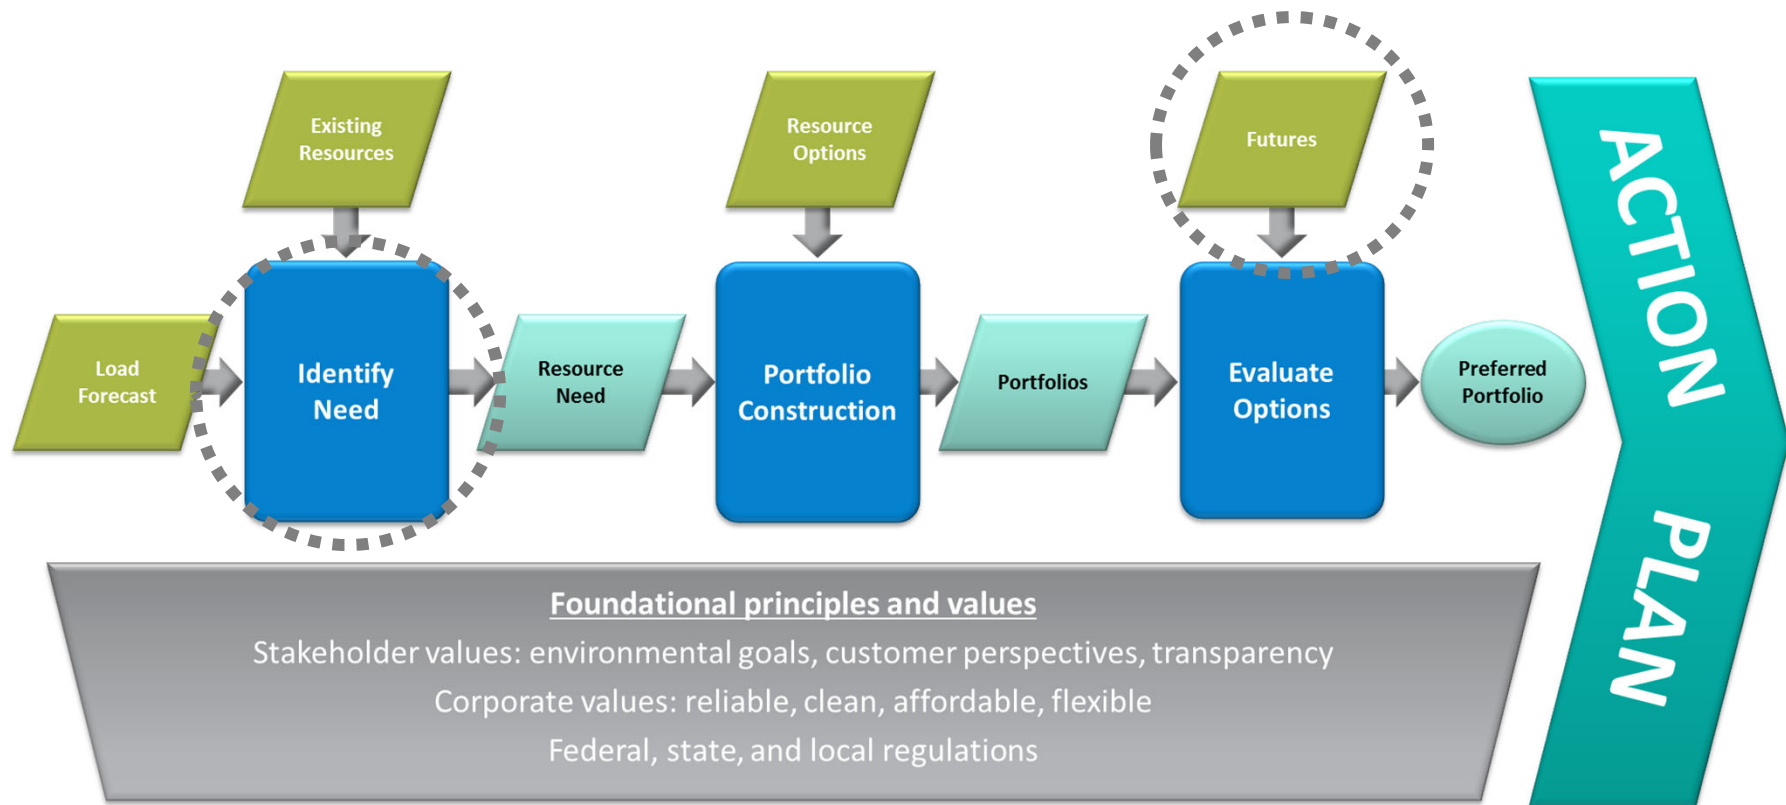 Existing
Resources
Resource
Options
Futures
Load
Forecast
Identify
Need
Resource
Need
Portfolio
Construction
Portfolios
Evaluate
Options
Preferred
Portfolio
ACTION
PLAN
Foundational principles and values
Stakeholder values: environmental goals, customer perspectives, transparency
Corporate values: reliable, clean, affordable, flexible
Federal, state, and local regulations